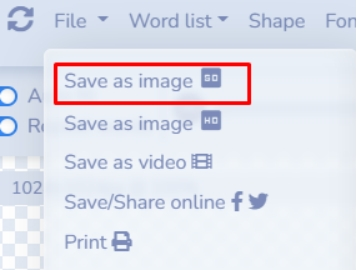 File Word list Shape Fon
Save as image SD
A
Save as image HD
R
Save as video
102
Save/Share online
Print